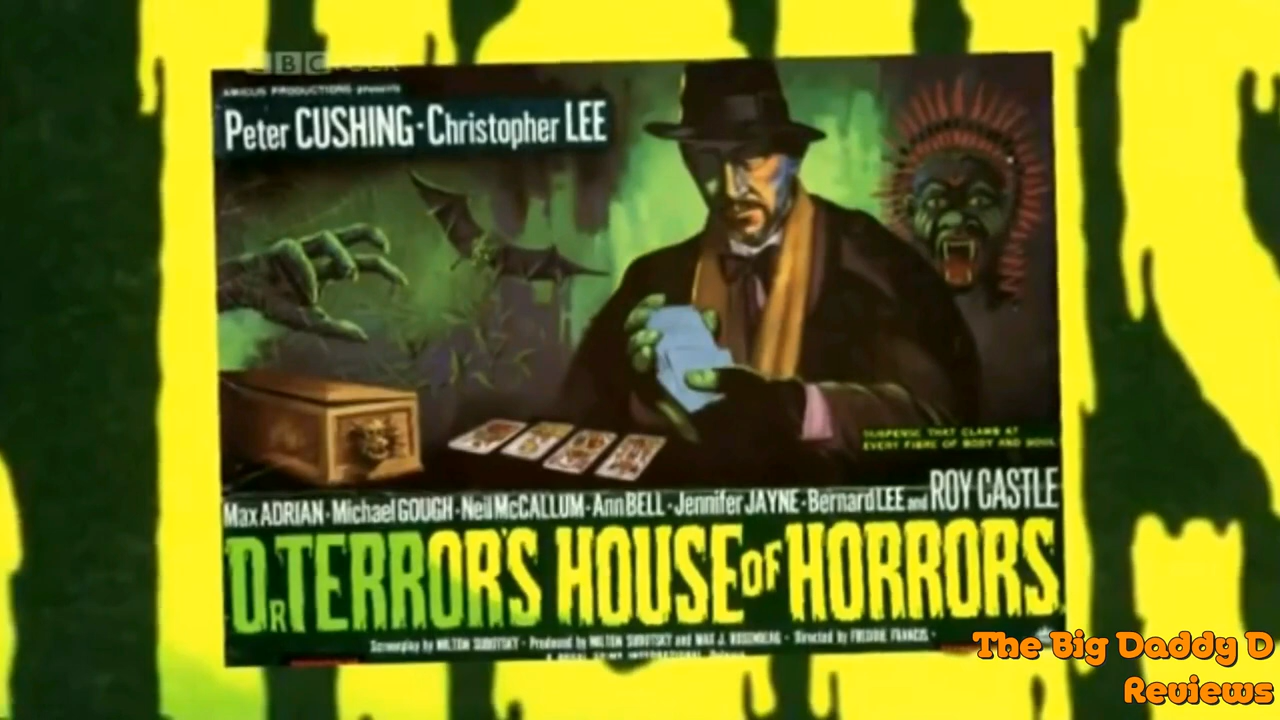 BBC FOUR
AMICUS PRODUCTIONS presents
Peter CUSHING · Christopher LEE
SUSPENSE THAT CLAWS AT
EVERY FIBRE OF BODY AND SOUL
Max ADRIAN · Michael GOUGH · Neil McCALLUM · Ann BELL · Jennifer JAYNE · Bernard LEE and ROY CASTLE
DR TERROR'S HOUSE OF HORRORS
Screenplay by MILTON SUBOTSKY · Produced by MILTON SUBOTSKY and MAX J. ROSENBERG · Directed by FREDDIE FRANCIS ·
The Big Daddy D
Reviews